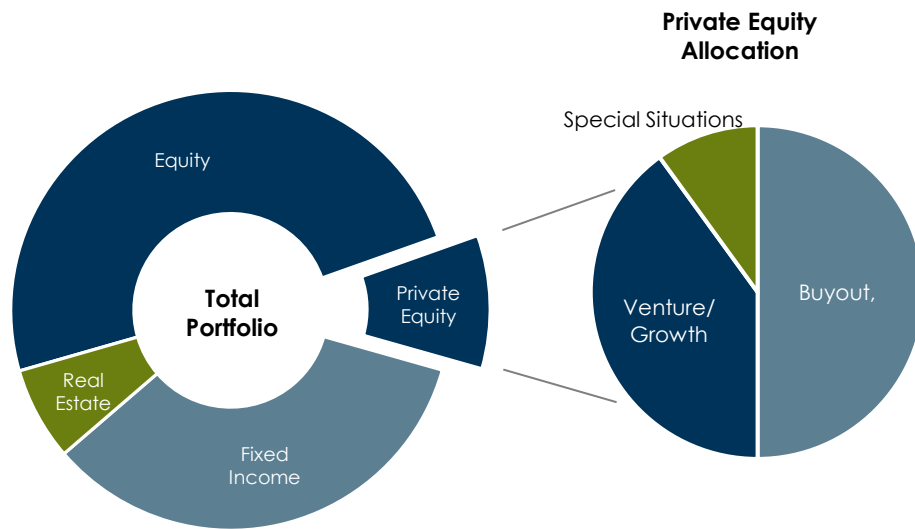 Private Equity
Allocation
Special Situations
Equity
Total
Portfolio
Private
Equity
Real
Estate
Fixed
Income
Venture/
Growth
Buyout,